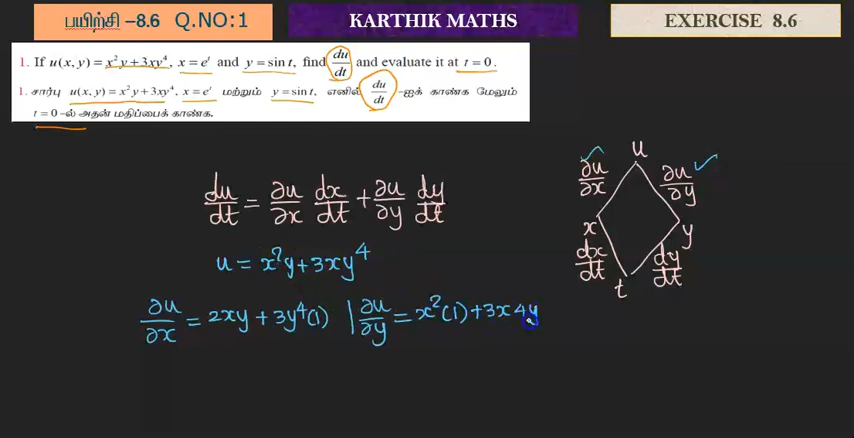 பயிற்சி –8.6 Q.NO:1
KARTHIK MATHS
EXERCISE 8.6
1. If u(x, y) = x²y + 3xy⁴, x = eᵗ and y = sin t, find du/dt and evaluate it at t = 0.
1. சார்பு u(x, y) = x²y + 3xy⁴, x = eᵗ மற்றும் y = sin t, எனில் du/dt -ஐக் காண்க மேலும்
t = 0 -ல் அதன் மதிப்பைக் காண்க.
du/dt = ∂u/∂x dx/dt + ∂u/∂y dy/dt
u = x²y + 3xy⁴
∂u/∂x = 2xy + 3y⁴(1) | ∂u/∂y = x²(1) + 3x 4y
u
∂u/∂x ∂u/∂y
x y
dx/dt dy/dt
t